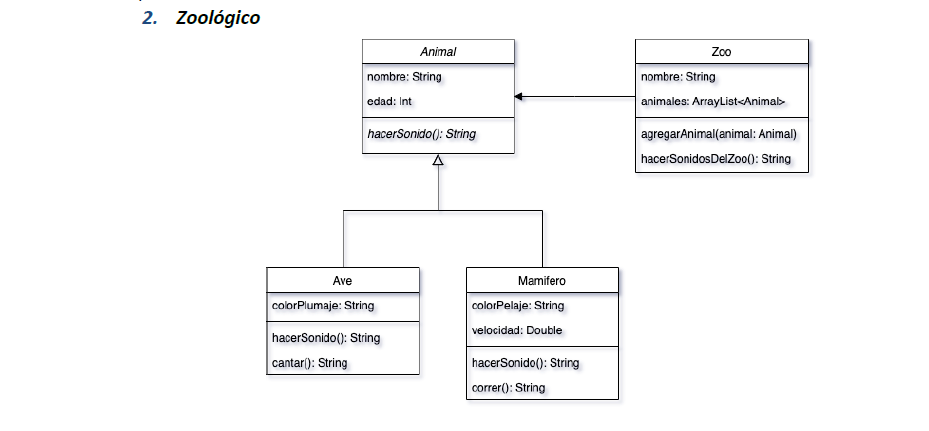 2. Zoológico
Animal
nombre: String
edad: Int
hacerSonido(): String
Zoo
nombre: String
animales: ArrayList<Animal>
agregarAnimal(animal: Animal)
hacerSonidosDelZoo(): String
Ave
colorPlumaje: String
hacerSonido(): String
cantar(): String
Mamifero
colorPelaje: String
velocidad: Double
hacerSonido(): String
correr(): String